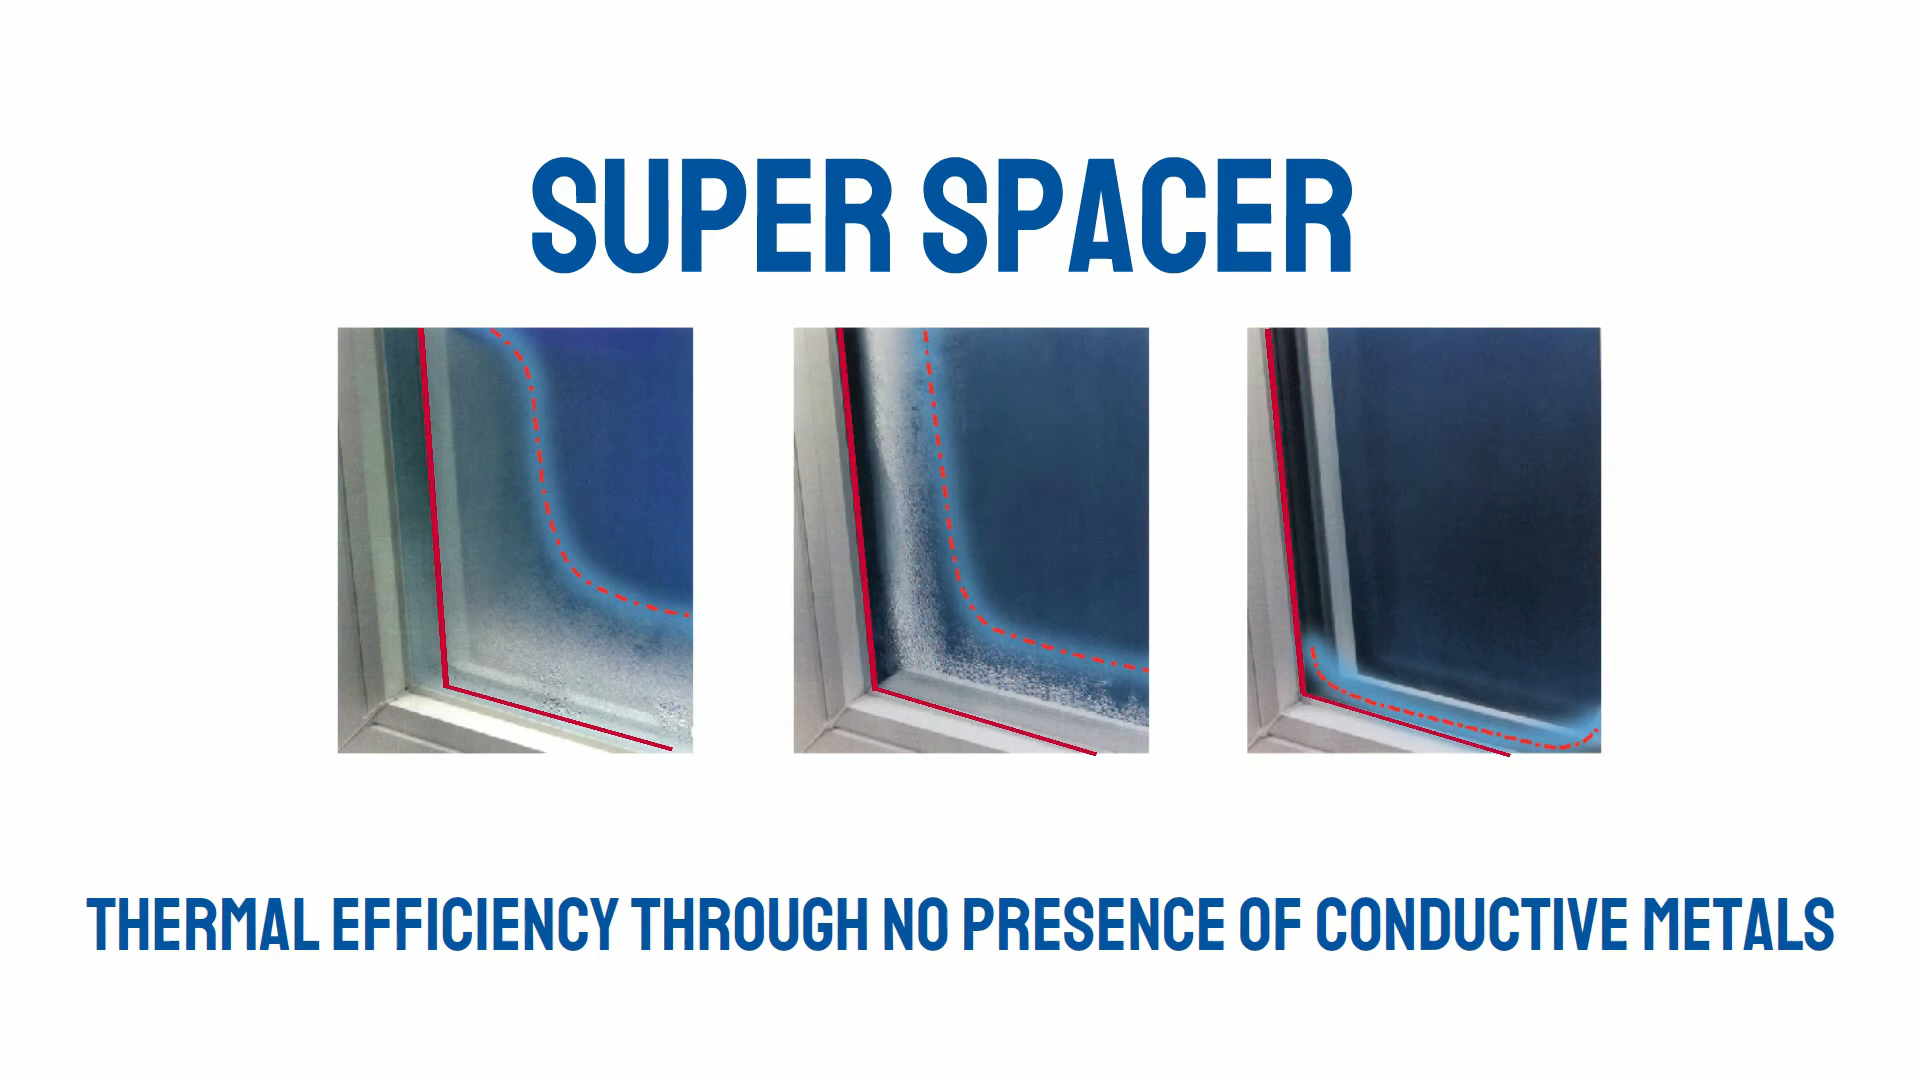 SUPER SPACER
THERMAL EFFICIENCY THROUGH NO PRESENCE OF CONDUCTIVE METALS